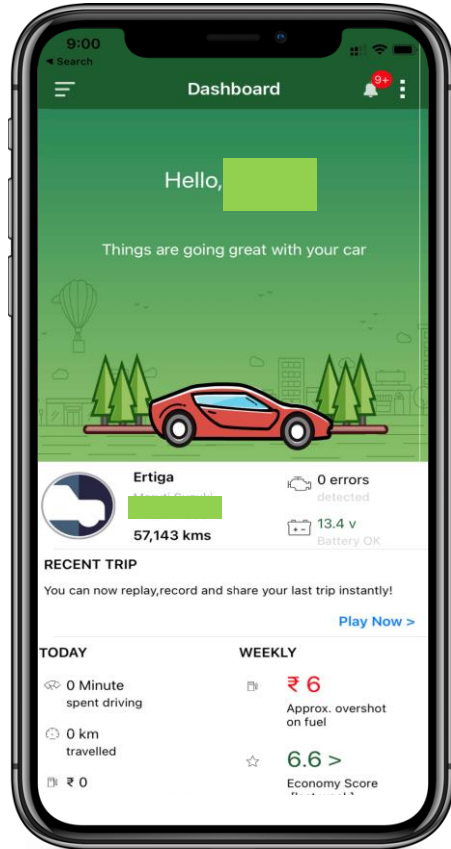 9:00
◀ Search
Dashboard
9+
Hello,
Things are going great with your car
Ertiga
Maruti Suzuki
57,143 kms
0 errors
detected
13.4 v
Battery OK
RECENT TRIP
You can now replay,record and share your last trip instantly!
Play Now >
TODAY
0 Minute
spent driving
0 km
travelled
₹ 0
WEEKLY
₹ 6
Approx. overshot
on fuel
6.6 >
Economy Score